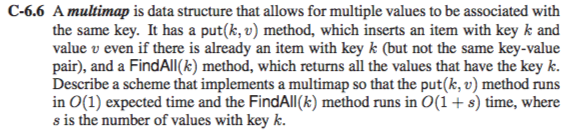 C-6.6 A multimap is data structure that allows for multiple values to be associated with
the same key. It has a put(k, v) method, which inserts an item with key k and
value v even if there is already an item with key k (but not the same key-value
pair), and a FindAll(k) method, which returns all the values that have the key k.
Describe a scheme that implements a multimap so that the put(k, v) method runs
in O(1) expected time and the FindAll(k) method runs in O(1 + s) time, where
s is the number of values with key k.